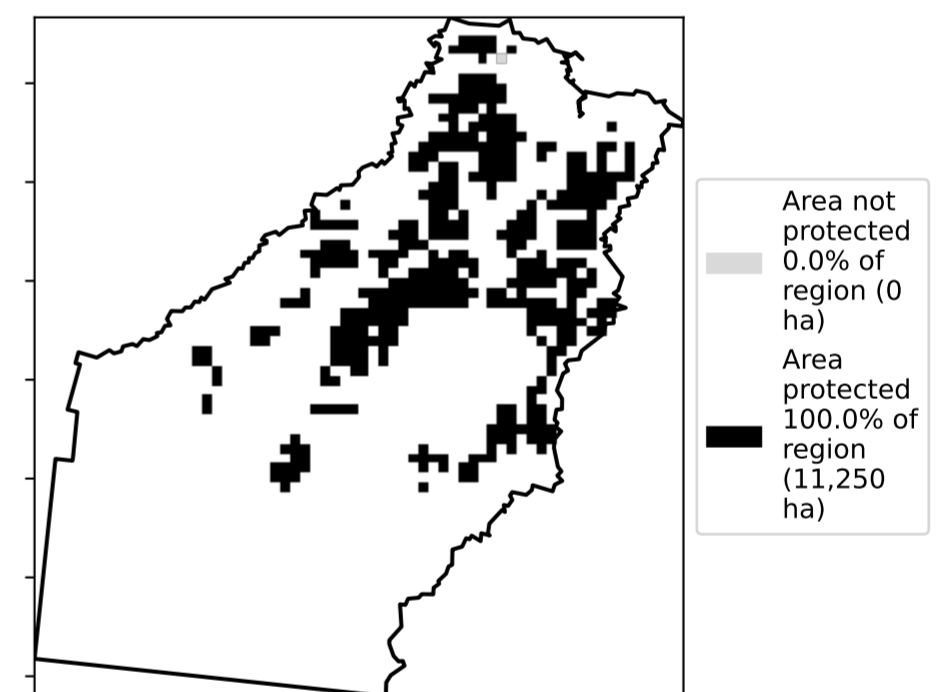 Area not
protected
0.0% of
region (0
ha)
Area
protected
100.0% of
region
(11,250
ha)